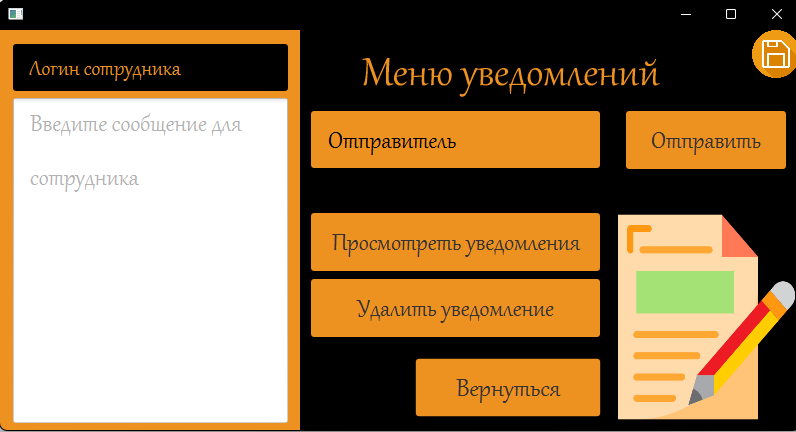 Логин сотрудника
Введите сообщение для
сотрудника
Меню уведомлений
Отправитель
Отправить
Просмотреть уведомления
Удалить уведомление
Вернуться